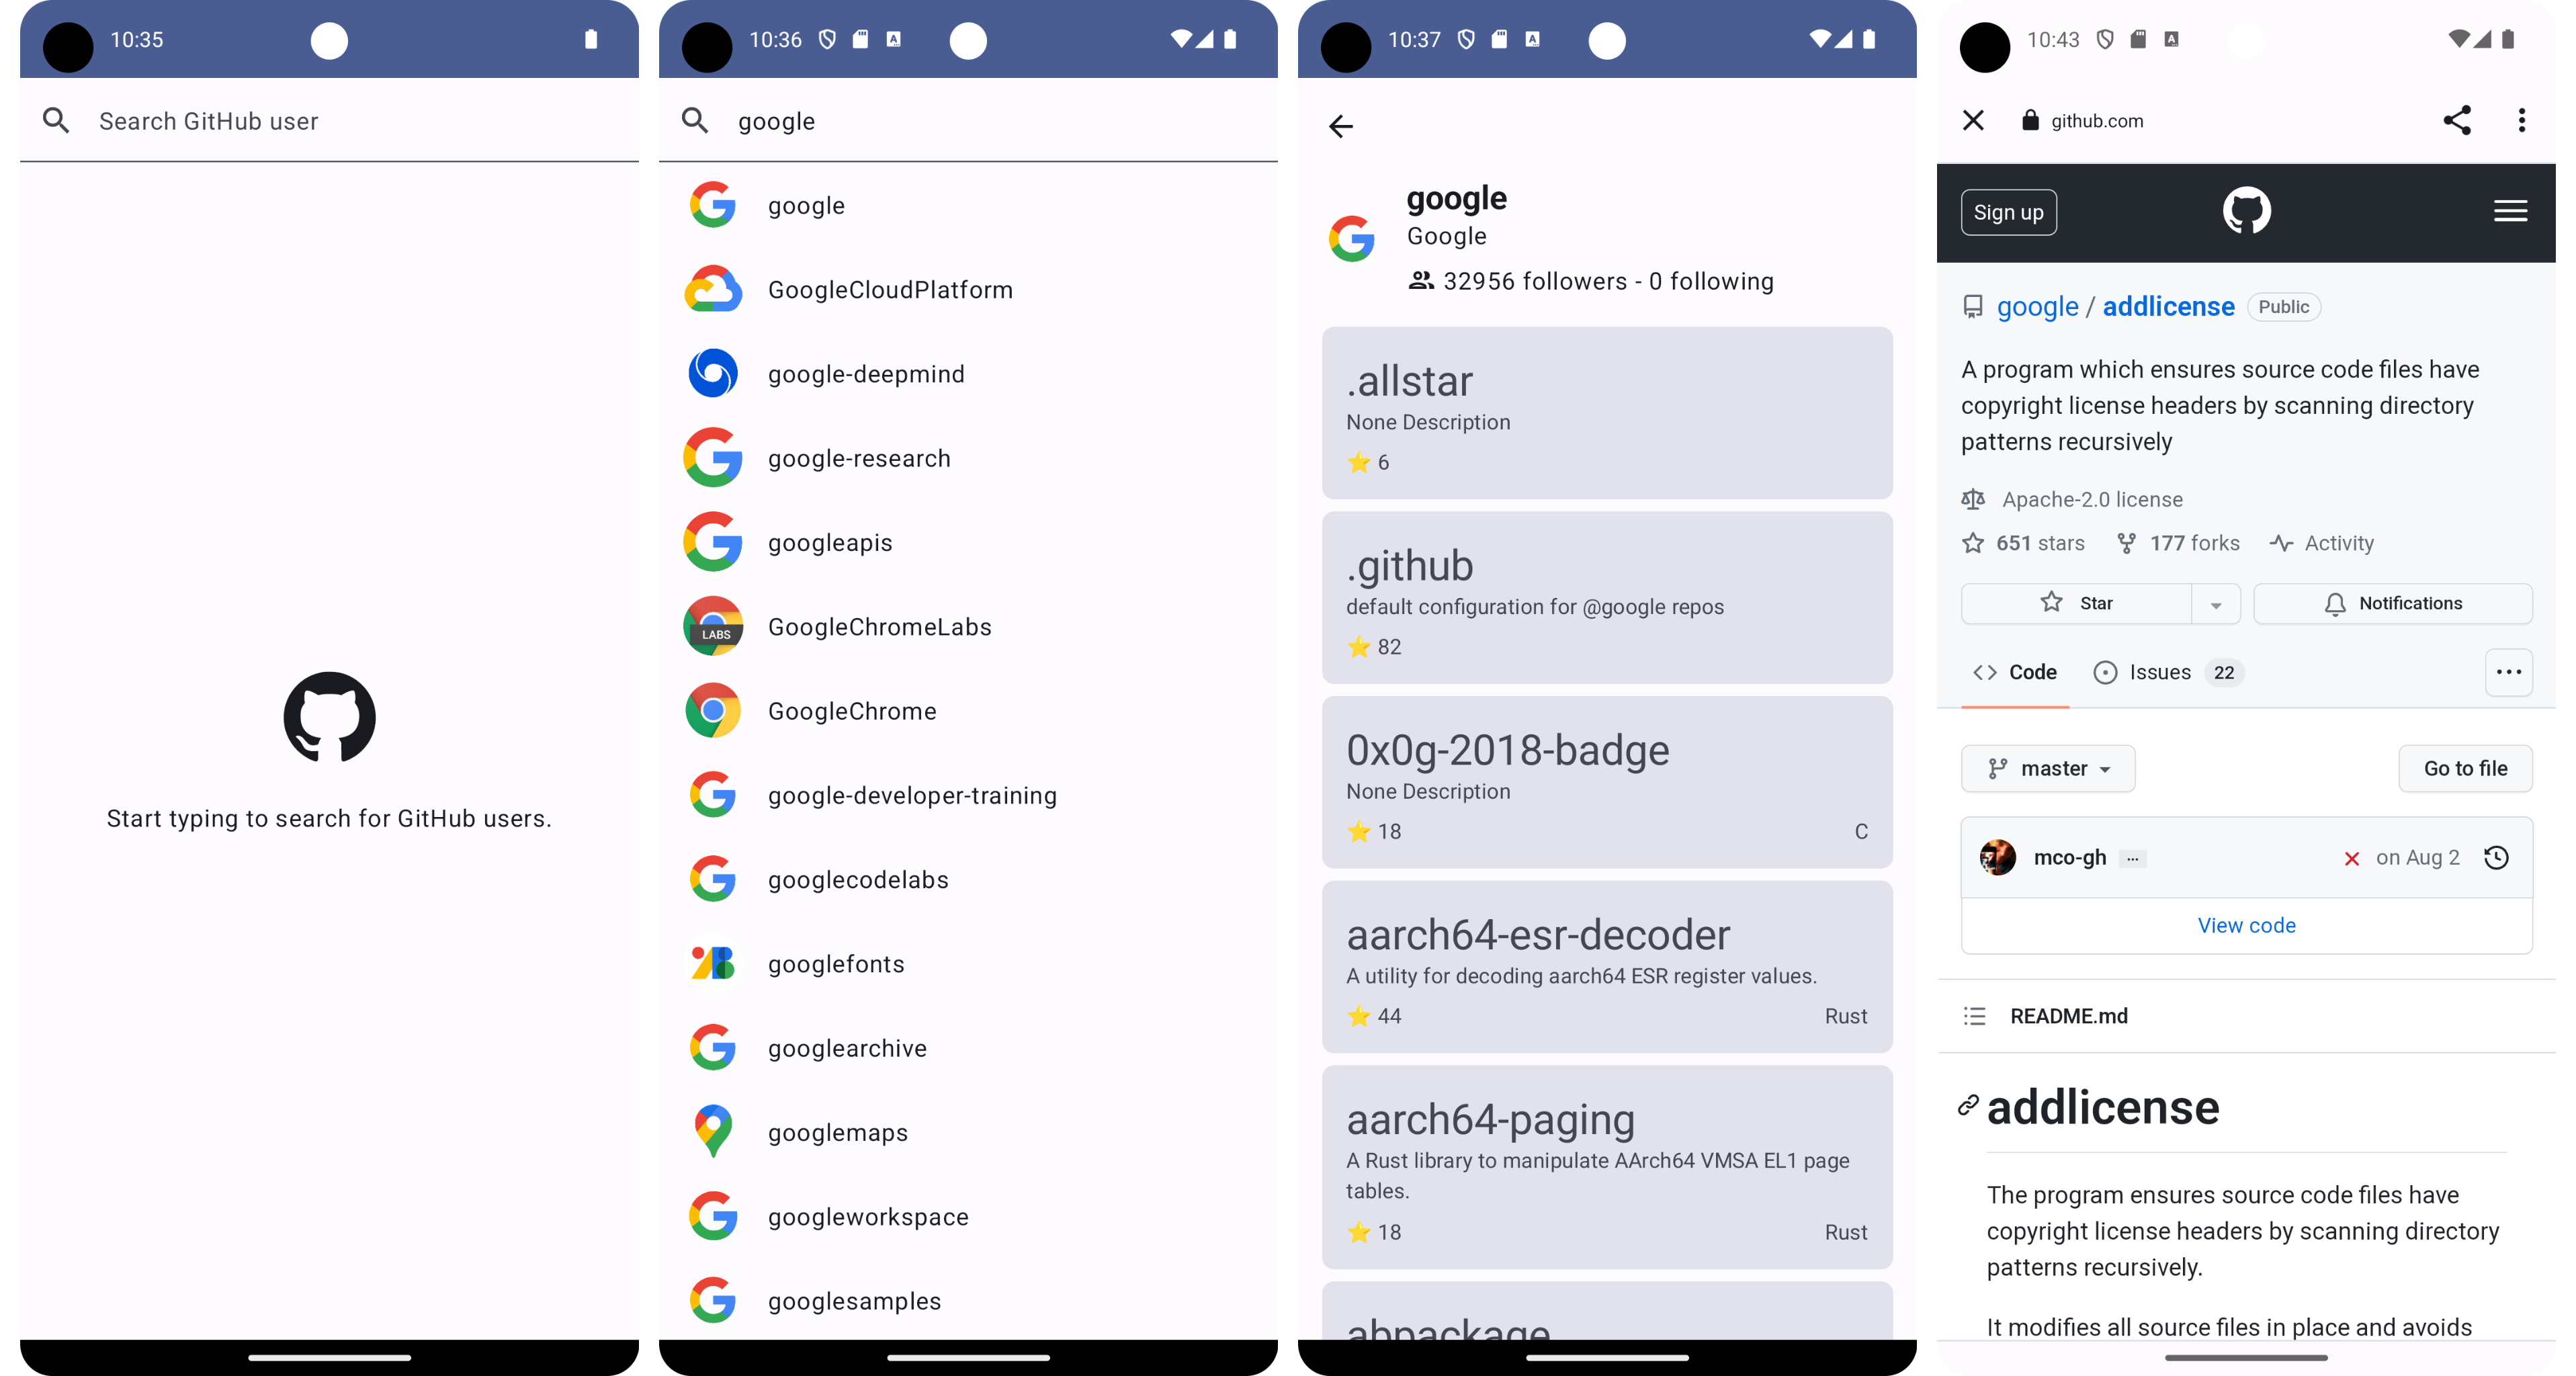 10:35
Search GitHub user
Start typing to search for GitHub users.
10:36
google
google
GoogleCloudPlatform
google-deepmind
google-research
googleapis
LABS
GoogleChromeLabs
GoogleChrome
google-developer-training
googlecodelabs
googlefonts
googlearchive
googlemaps
googleworkspace
googlesamples
10:37
google
Google
32956 followers - 0 following
.allstar
None Description
⭐ 6
.github
default configuration for @google repos
⭐ 82
0x0g-2018-badge
None Description
⭐ 18 C
aarch64-esr-decoder
A utility for decoding aarch64 ESR register values.
⭐ 44 Rust
aarch64-paging
A Rust library to manipulate AArch64 VMSA EL1 page
tables.
⭐ 18 Rust
abpackage
10:43
github.com
Sign up
google / addlicense Public
A program which ensures source code files have
copyright license headers by scanning directory
patterns recursively
Apache-2.0 license
651 stars 177 forks Activity
Star Notifications
Code Issues 22
master Go to file
mco-gh ... on Aug 2
View code
README.md
addlicense
The program ensures source code files have
copyright license headers by scanning directory
patterns recursively.
It modifies all source files in place and avoids